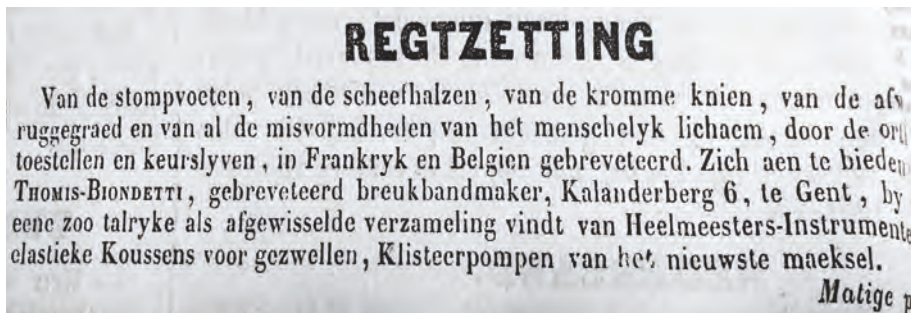 REGTZETTING
Van de stompvoeten, van de scheefhalzen, van de kromme knien, van de
ruggegraed en van al de misvormdheden van het menschelyk lichaem, door de
toestellen en keurslyven, in Frankryk en Belgien gebreveteerd. Zich aen te bieden
THOMIS-BIONDETTI, gebreveteerd breukbandmaker, Kalanderberg 6, te Gent, by
eene zoo talryke als afgewisselde verzameling vindt van Heelmeesters-Instrumente
elastieke Koussens voor gezwellen, Klisteerpompen van het nieuwste maeksel.
Matige